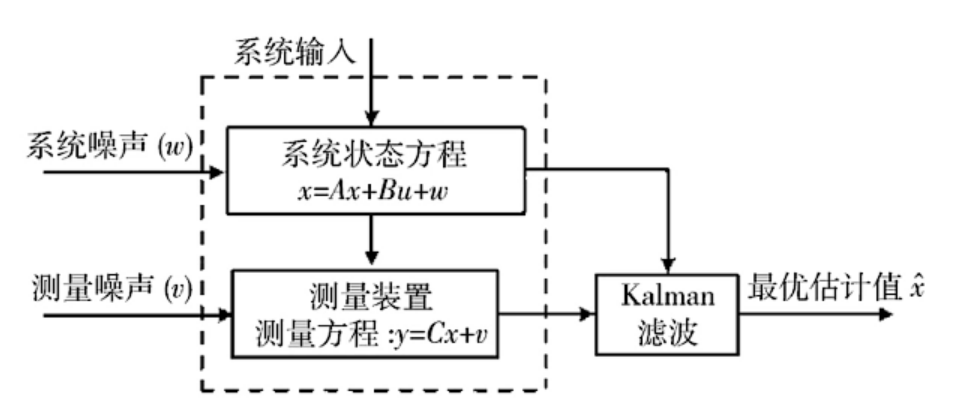 系统输入
系统噪声 (w)
系统状态方程
x=Ax+Bu+w
测量噪声 (v)
测量装置
测量方程 :y=Cx+v
Kalman
滤波
最优估计值 x̂